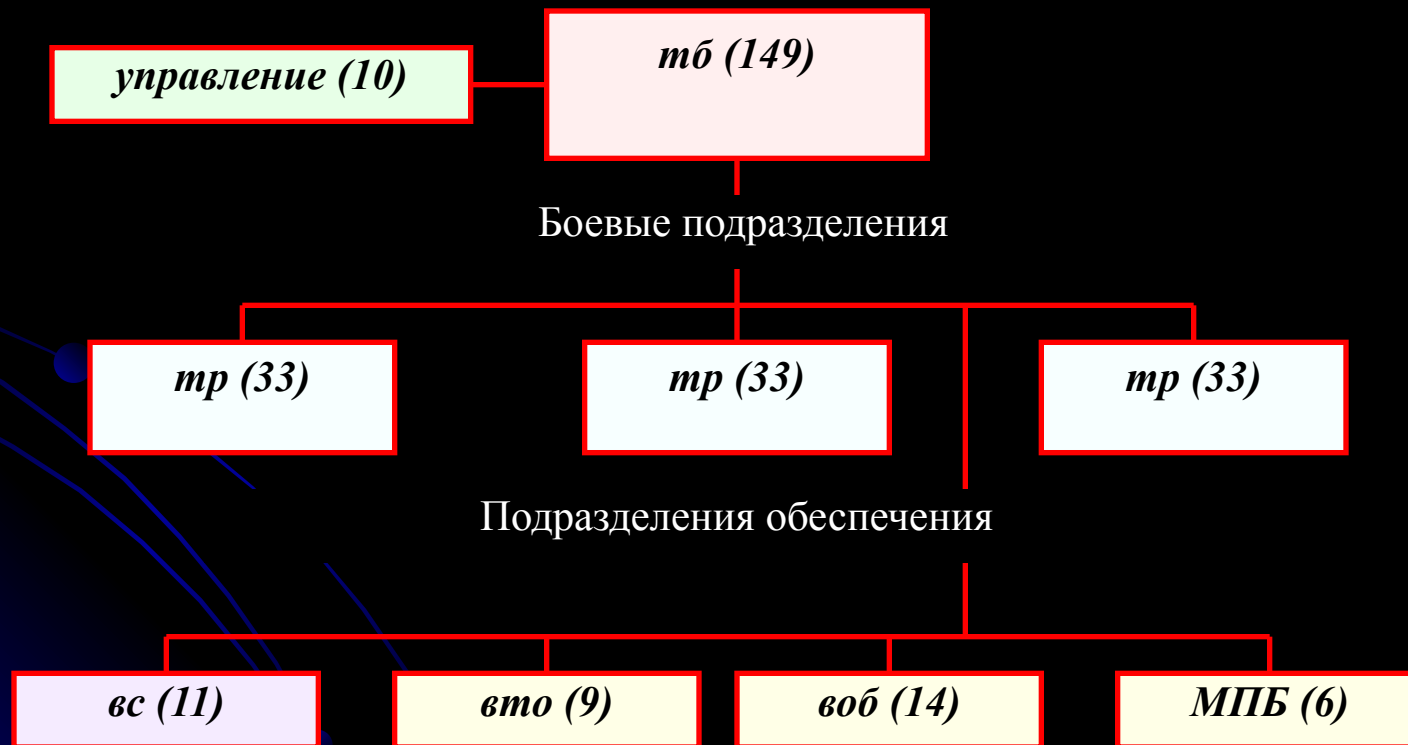 управление (10)
тб (149)
Боевые подразделения
тр (33)
тр (33)
тр (33)
Подразделения обеспечения
вс (11)
вто (9)
воб (14)
МПБ (6)